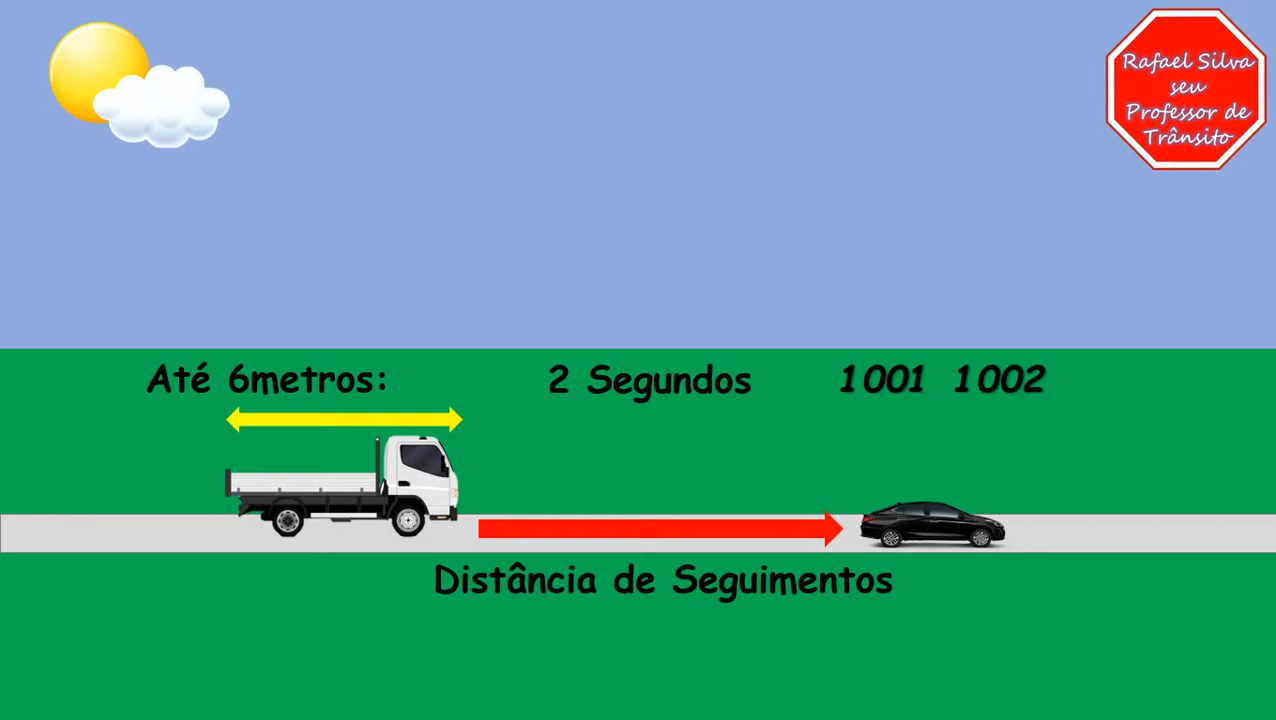 Rafael Silva
seu
Professor de
Trânsito
Até 6metros: 2 Segundos 1001 1002
Distância de Seguimentos